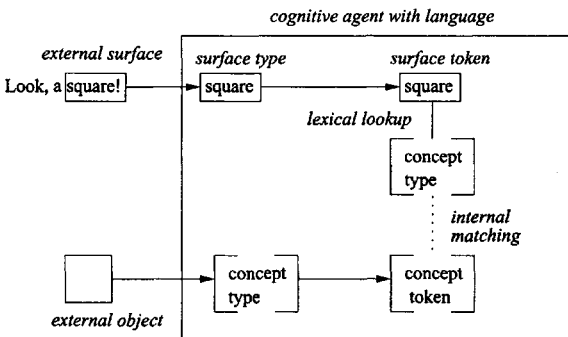 cognitive agent with language
external surface
surface type
surface token
Look, a square!
square
square
lexical lookup
concept
type
internal
matching
concept
type
concept
token
external object